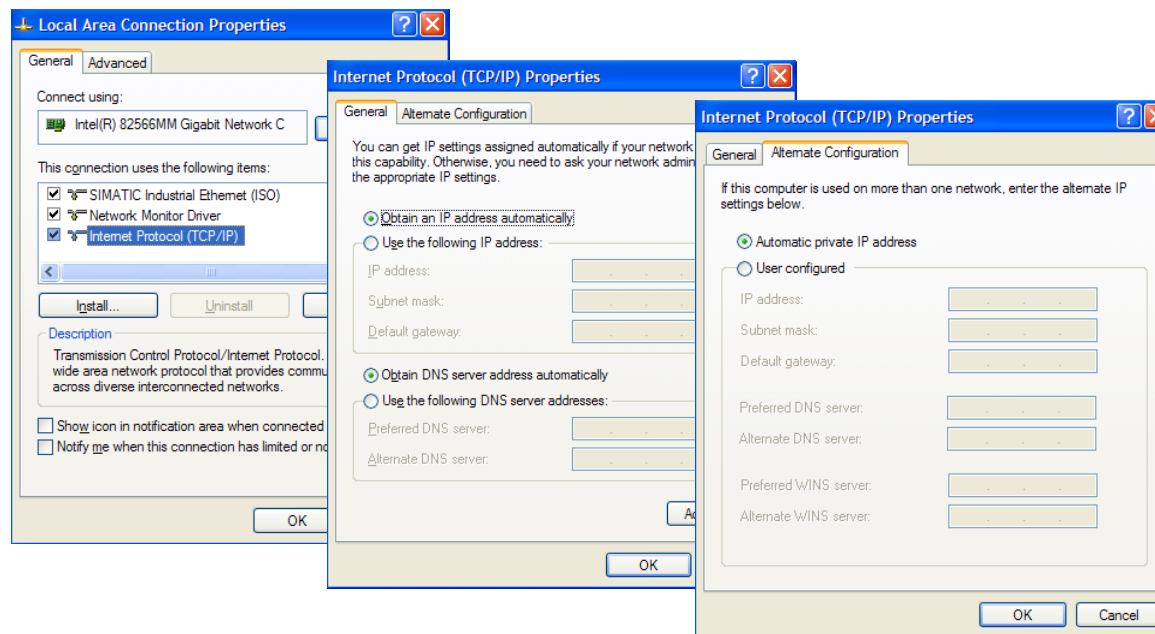 Local Area Connection Properties
General
Advanced
Connect using:
Intel(R) 82566MM Gigabit Network C
This connection uses the following items:
SIMATIC Industrial Ethernet (ISO)
Network Monitor Driver
Internet Protocol (TCP/IP)
Install...
Uninstall
Description
Transmission Control Protocol/Internet Protocol.
wide area network protocol that provides commu
across diverse interconnected networks.
Show icon in notification area when connected
Notify me when this connection has limited or no
OK
Internet Protocol (TCP/IP) Properties
General
Alternate Configuration
You can get IP settings assigned automatically if your network
this capability. Otherwise, you need to ask your network admin
the appropriate IP settings.
Obtain an IP address automatically
Use the following IP address:
IP address:
Subnet mask:
Default gateway:
Obtain DNS server address automatically
Use the following DNS server addresses:
Preferred DNS server:
Alternate DNS server:
OK
Internet Protocol (TCP/IP) Properties
General
Alternate Configuration
If this computer is used on more than one network, enter the alternate IP
settings below.
Automatic private IP address
User configured
IP address:
Subnet mask:
Default gateway:
Preferred DNS server:
Alternate DNS server:
Preferred WINS server:
Alternate WINS server:
OK
Cancel